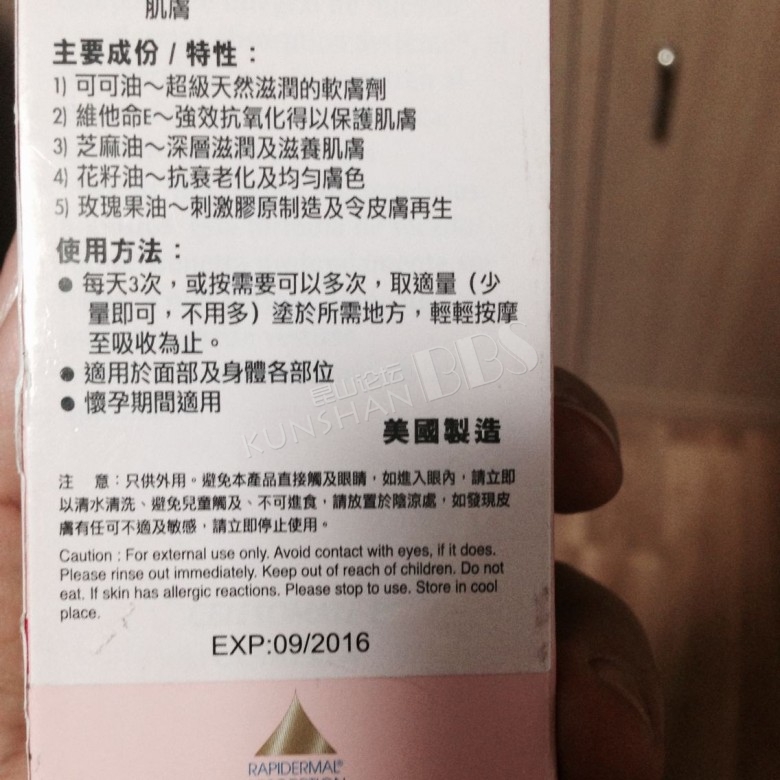 肌膚
主要成份 / 特性：
1) 可可油～超級天然滋潤的軟膚劑
2) 維他命E～強效抗氧化得以保護肌膚
3) 芝麻油～深層滋潤及滋養肌膚
4) 花籽油～抗衰老化及均勻膚色
5) 玫瑰果油～刺激膠原制造及令皮膚再生
使用方法：
● 每天3次，或按需要可以多次，取適量（少
量即可，不用多）塗於所需地方，輕輕按摩
至吸收為止。
● 適用於面部及身體各部位
● 懷孕期間適用
昆山论坛 BBS
KUNSHAN
美國製造
注 意：只供外用。避免本產品直接觸及眼睛，如進入眼內，請立即
以清水清洗、避免兒童觸及、不可進食，請放置於陰涼處，如發現皮
膚有任可不適及敏感，請立即停止使用。
Caution : For external use only. Avoid contact with eyes, if it does.
Please rinse out immediately. Keep out of reach of children. Do not
eat. If skin has allergic reactions. Please stop to use. Store in cool
place.
EXP:09/2016
RAPIDERMAL®